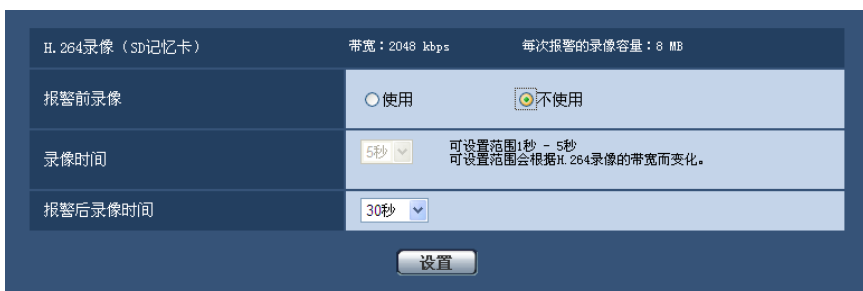 H.264录像（SD记忆卡） 带宽：2048 kbps 每次报警的录像容量：8 MB
报警前录像 使用 不使用
录像时间 5秒 可设置范围1秒 - 5秒
可设置范围会根据H.264录像的带宽而变化。
报警后录像时间 30秒
设置